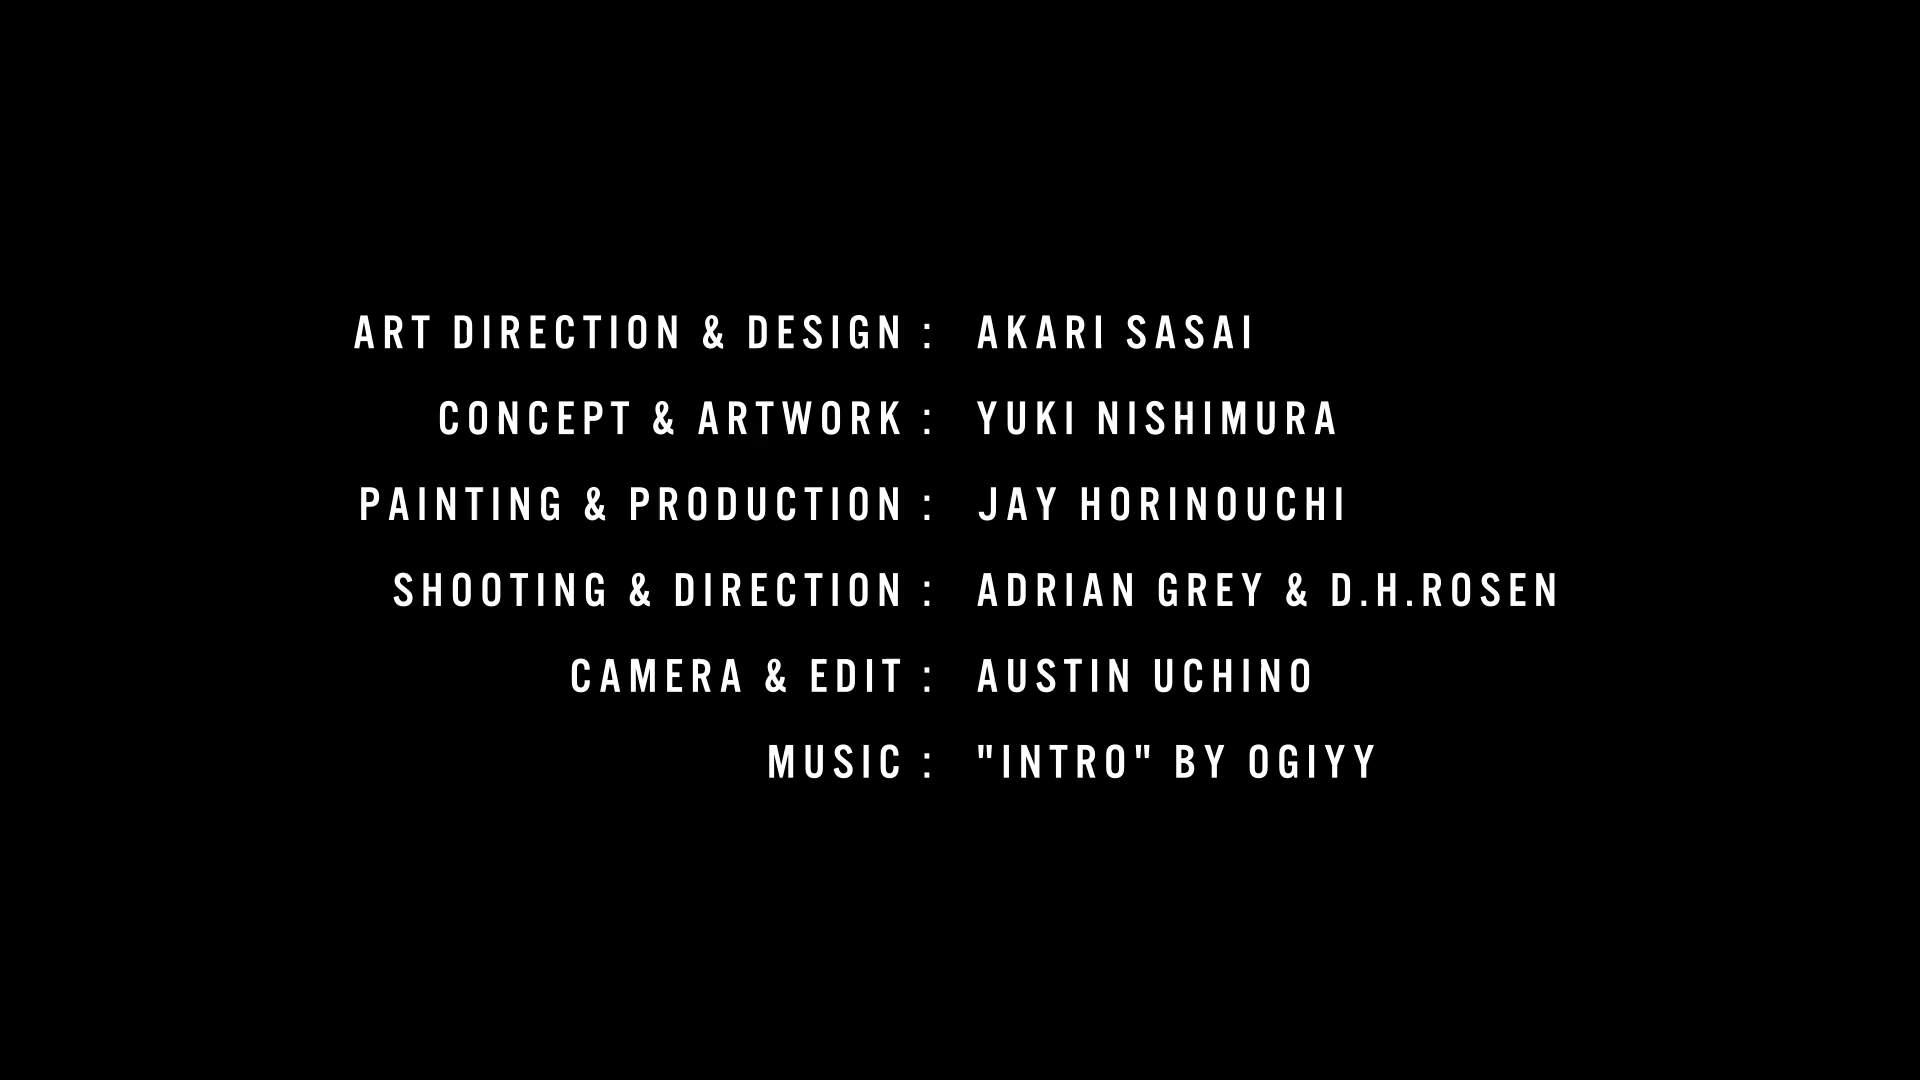 ART DIRECTION & DESIGN : AKARI SASAI
CONCEPT & ARTWORK : YUKI NISHIMURA
PAINTING & PRODUCTION : JAY HORINOUCHI
SHOOTING & DIRECTION : ADRIAN GREY & D.H.ROSEN
CAMERA & EDIT : AUSTIN UCHINO
MUSIC : "INTRO" BY OGIYY